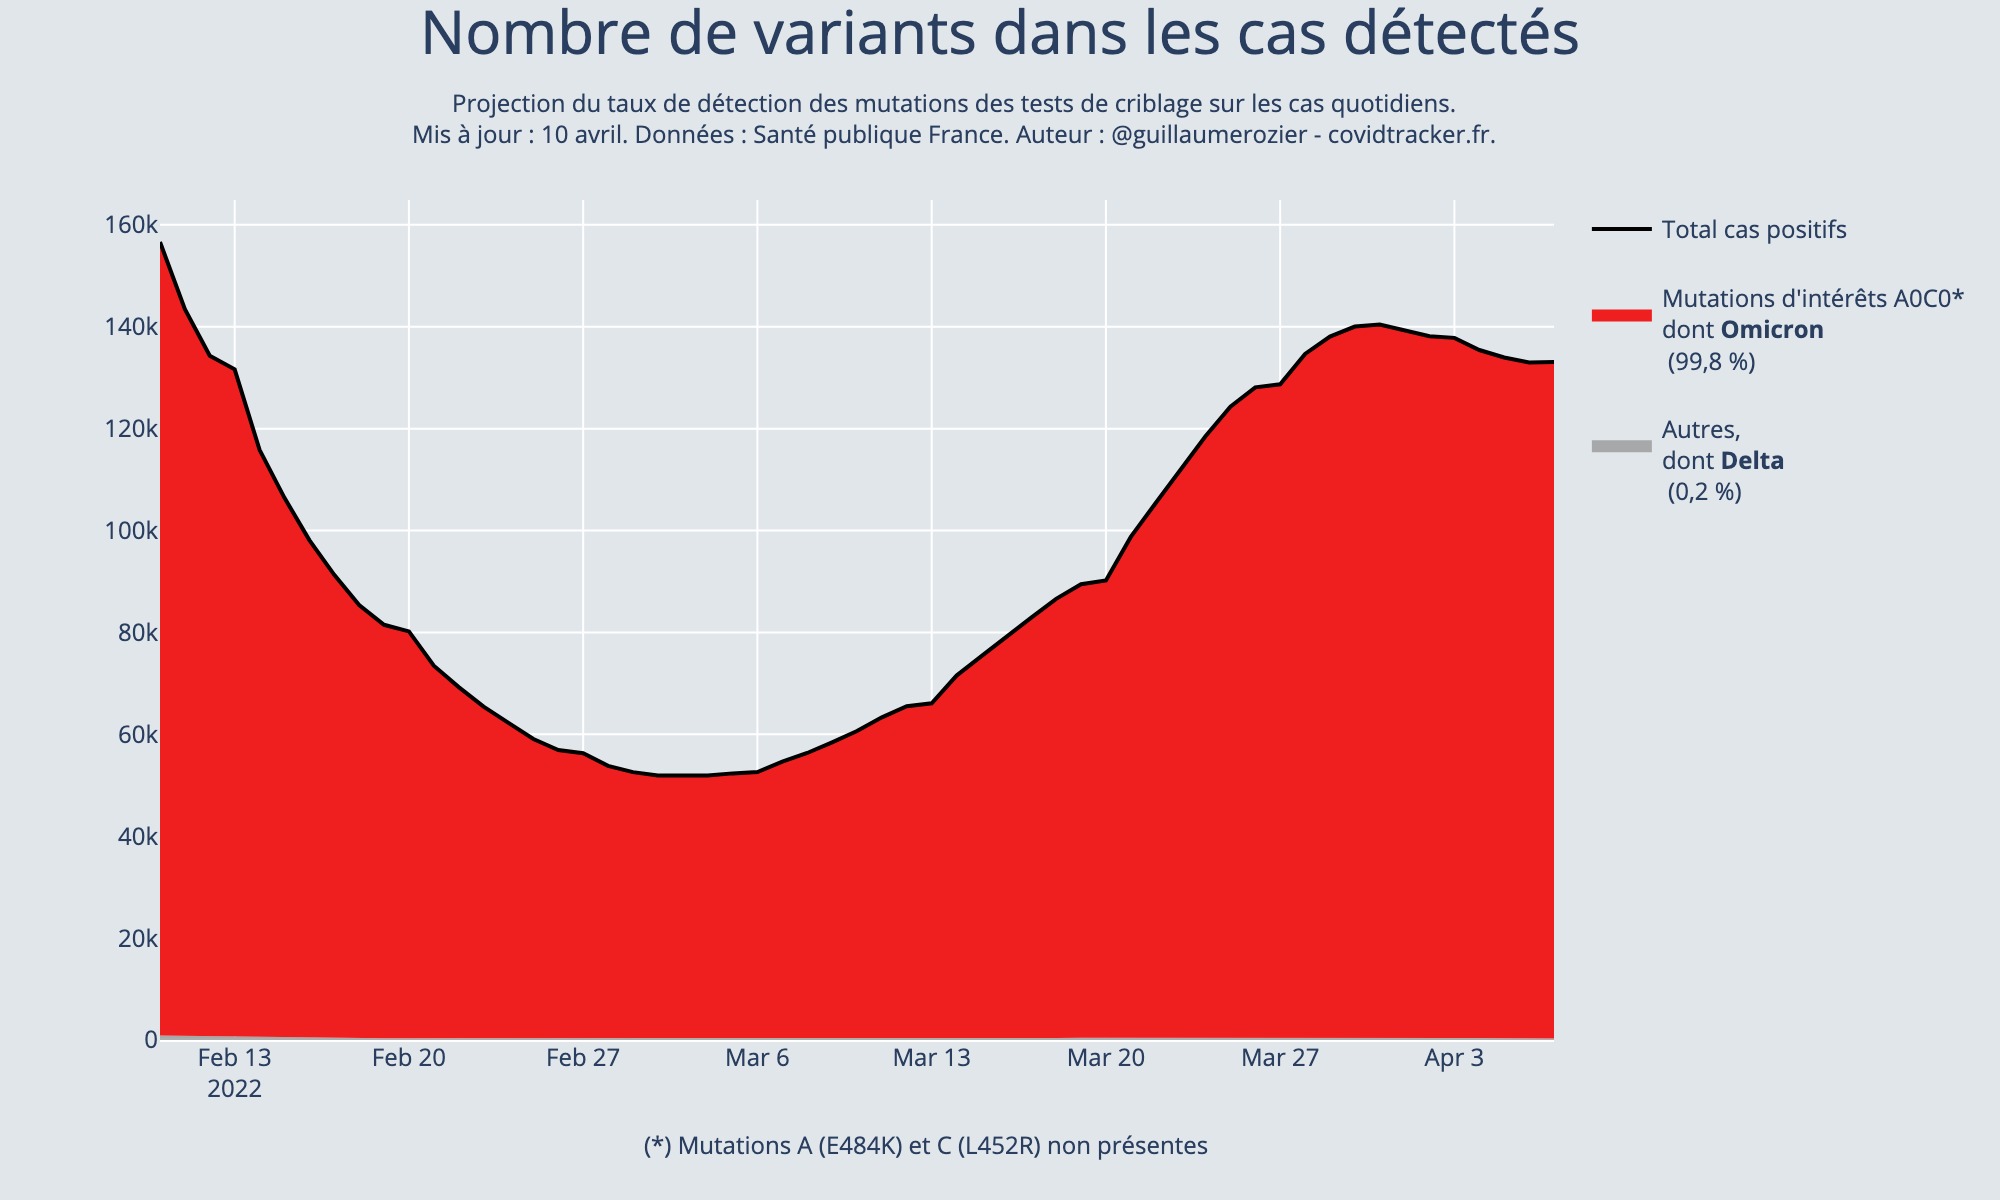 Nombre de variants dans les cas détectés
Projection du taux de détection des mutations des tests de criblage sur les cas quotidiens.
Mis à jour : 10 avril. Données : Santé publique France. Auteur : @guillaumerozier - covidtracker.fr.
160k
140k
120k
100k
80k
60k
40k
20k
0
Feb 13
2022
Feb 20
Feb 27
Mar 6
Mar 13
Mar 20
Mar 27
Apr 3
Total cas positifs
Mutations d'intérêts A0C0*
dont Omicron
(99,8 %)
Autres,
dont Delta
(0,2 %)
(*) Mutations A (E484K) et C (L452R) non présentes